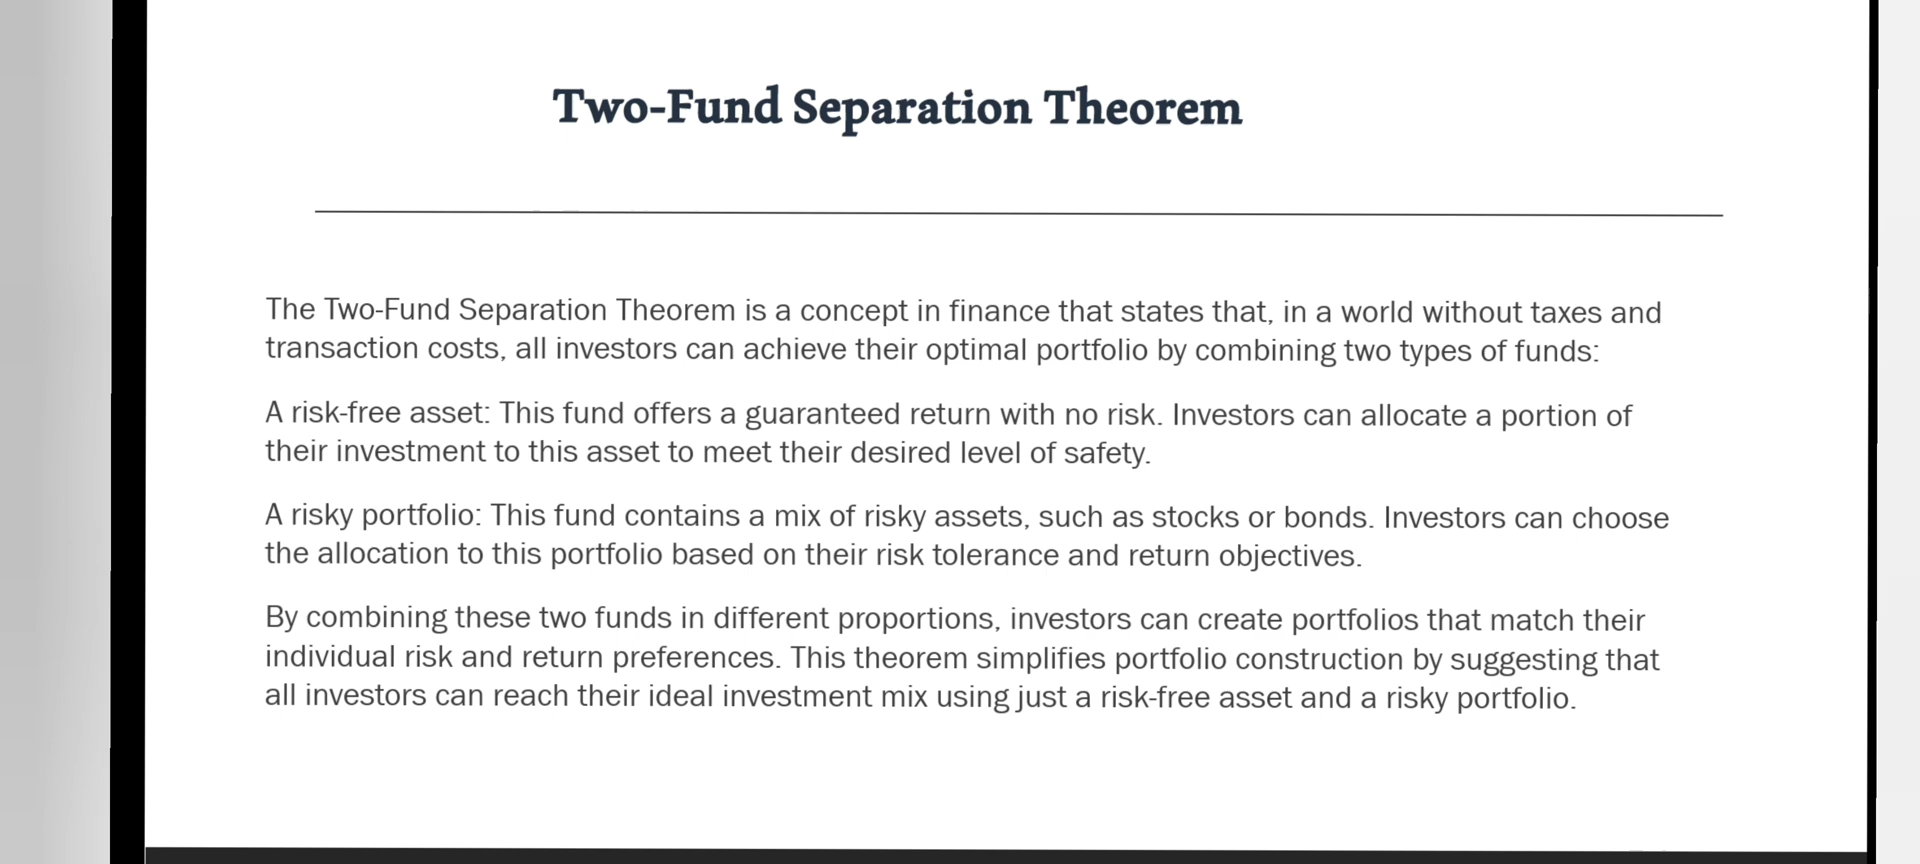 Two-Fund Separation Theorem
The Two-Fund Separation Theorem is a concept in finance that states that, in a world without taxes and
transaction costs, all investors can achieve their optimal portfolio by combining two types of funds:
A risk-free asset: This fund offers a guaranteed return with no risk. Investors can allocate a portion of
their investment to this asset to meet their desired level of safety.
A risky portfolio: This fund contains a mix of risky assets, such as stocks or bonds. Investors can choose
the allocation to this portfolio based on their risk tolerance and return objectives.
By combining these two funds in different proportions, investors can create portfolios that match their
individual risk and return preferences. This theorem simplifies portfolio construction by suggesting that
all investors can reach their ideal investment mix using just a risk-free asset and a risky portfolio.